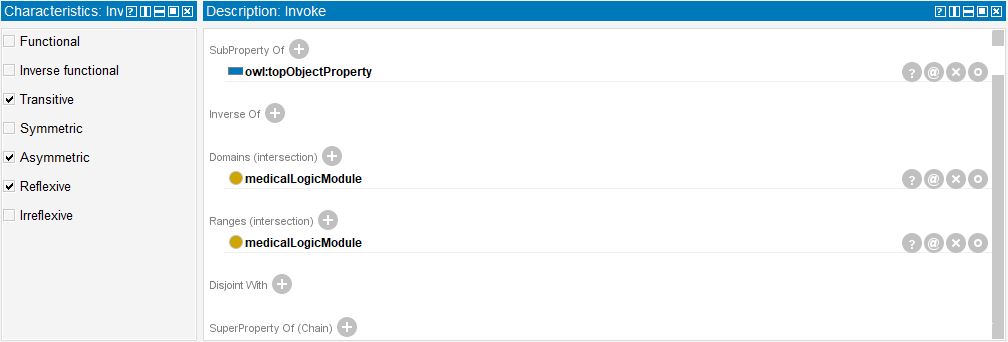 Characteristics: Inv
Description: Invoke
Functional
Inverse functional
Transitive
Symmetric
Asymmetric
Reflexive
Irreflexive
SubProperty Of
owl:topObjectProperty
Inverse Of
Domains (intersection)
medicalLogicModule
Ranges (intersection)
medicalLogicModule
Disjoint With
SuperProperty Of (Chain)